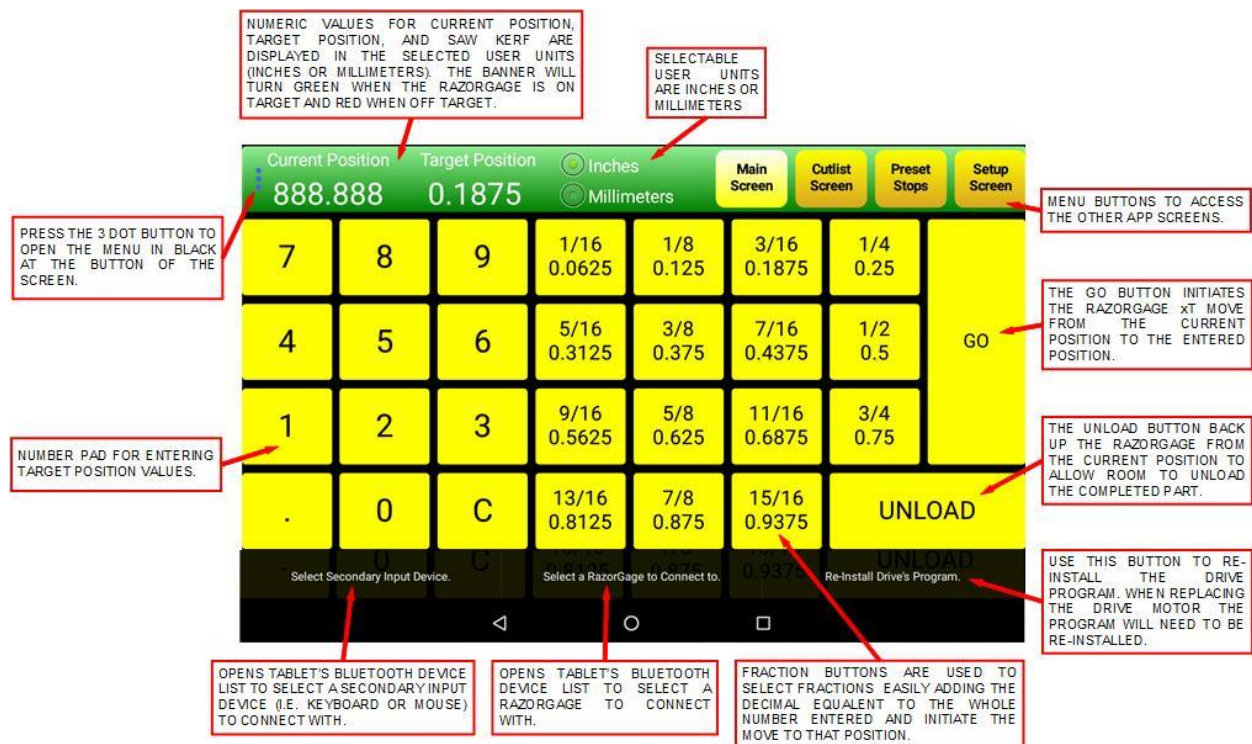 NUMERIC VALUES FOR CURRENT POSITION,
TARGET POSITION, AND SAW KERF ARE
DISPLAYED IN THE SELECTED USER UNITS
(INCHES OR MILLIMETERS). THE BANNER WILL
TURN GREEN WHEN THE RAZORGAGE IS ON
TARGET AND RED WHEN OFF TARGET.
SELECTABLE
USER UNITS
ARE INCHES OR
MILLIMETERS
Current Position
888.888
Target Position
0.1875
Inches
Millimeters
Main
Screen
Cutlist
Screen
Preset
Stops
Setup
Screen
MENU BUTTONS TO ACCESS
THE OTHER APP SCREENS.
PRESS THE 3 DOT BUTTON TO
OPEN THE MENU IN BLACK
AT THE BUTTON OF THE
SCREEN.
7
8
9
1/16
0.0625
1/8
0.125
3/16
0.1875
1/4
0.25
GO
THE GO BUTTON INITIATES
THE RAZORGAGE xT MOVE
FROM THE CURRENT
POSITION TO THE ENTERED
POSITION.
4
5
6
5/16
0.3125
3/8
0.375
7/16
0.4375
1/2
0.5
NUMBER PAD FOR ENTERING
TARGET POSITION VALUES.
1
2
3
9/16
0.5625
5/8
0.625
11/16
0.6875
3/4
0.75
THE UNLOAD BUTTON BACK
UP THE RAZORGAGE FROM
THE CURRENT POSITION TO
ALLOW ROOM TO UNLOAD
THE COMPLETED PART.
.
0
C
13/16
0.8125
7/8
0.875
15/16
0.9375
UNLOAD
. 0 C 0.8125 0.875 0.9375 UNLOAD
Select Secondary Input Device.
Select a RazorGage to Connect to.
Re-Install Drive's Program.
USE THIS BUTTON TO RE-
INSTALL THE DRIVE
PROGRAM. WHEN REPLACING
THE DRIVE MOTOR THE
PROGRAM WILL NEED TO BE
RE-INSTALLED.
OPENS TABLET'S BLUETOOTH DEVICE
LIST TO SELECT A SECONDARY INPUT
DEVICE (I.E. KEYBOARD OR MOUSE)
TO CONNECT WITH.
OPENS TABLET'S BLUETOOTH
DEVICE LIST TO SELECT A
RAZORGAGE TO CONNECT
WITH.
FRACTION BUTTONS ARE USED TO
SELECT FRACTIONS EASILY ADDING THE
DECIMAL EQUALENT TO THE WHOLE
NUMBER ENTERED AND INITIATE THE
MOVE TO THAT POSITION.